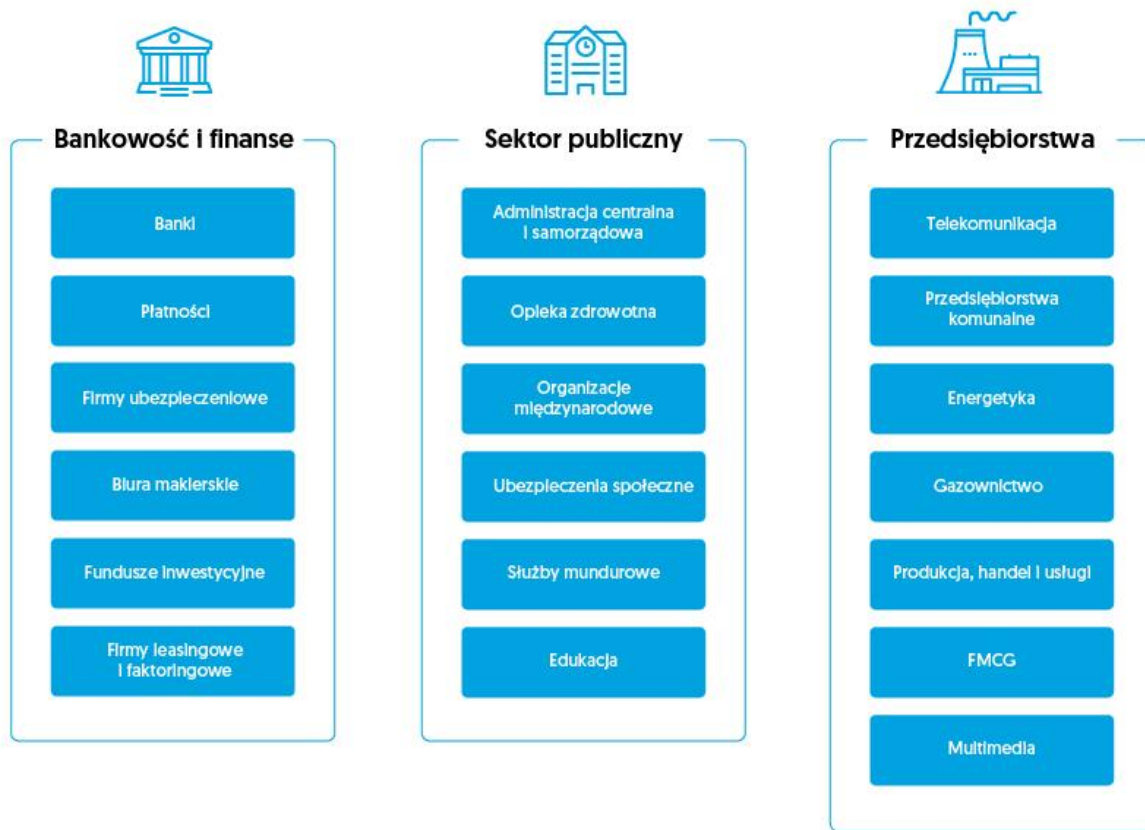 Bankowość i finanse
Banki
Płatności
Firmy ubezpieczeniowe
Biura maklerskie
Fundusze inwestycyjne
Firmy leasingowe
i faktoringowe
Sektor publiczny
Administracja centralna
i samorządowa
Opieka zdrowotna
Organizacje
międzynarodowe
Ubezpieczenia społeczne
Służby mundurowe
Edukacja
Przedsiębiorstwa
Telekomunikacja
Przedsiębiorstwa
komunalne
Energetyka
Gazownictwo
Produkcja, handel i usługi
FMCG
Multimedia